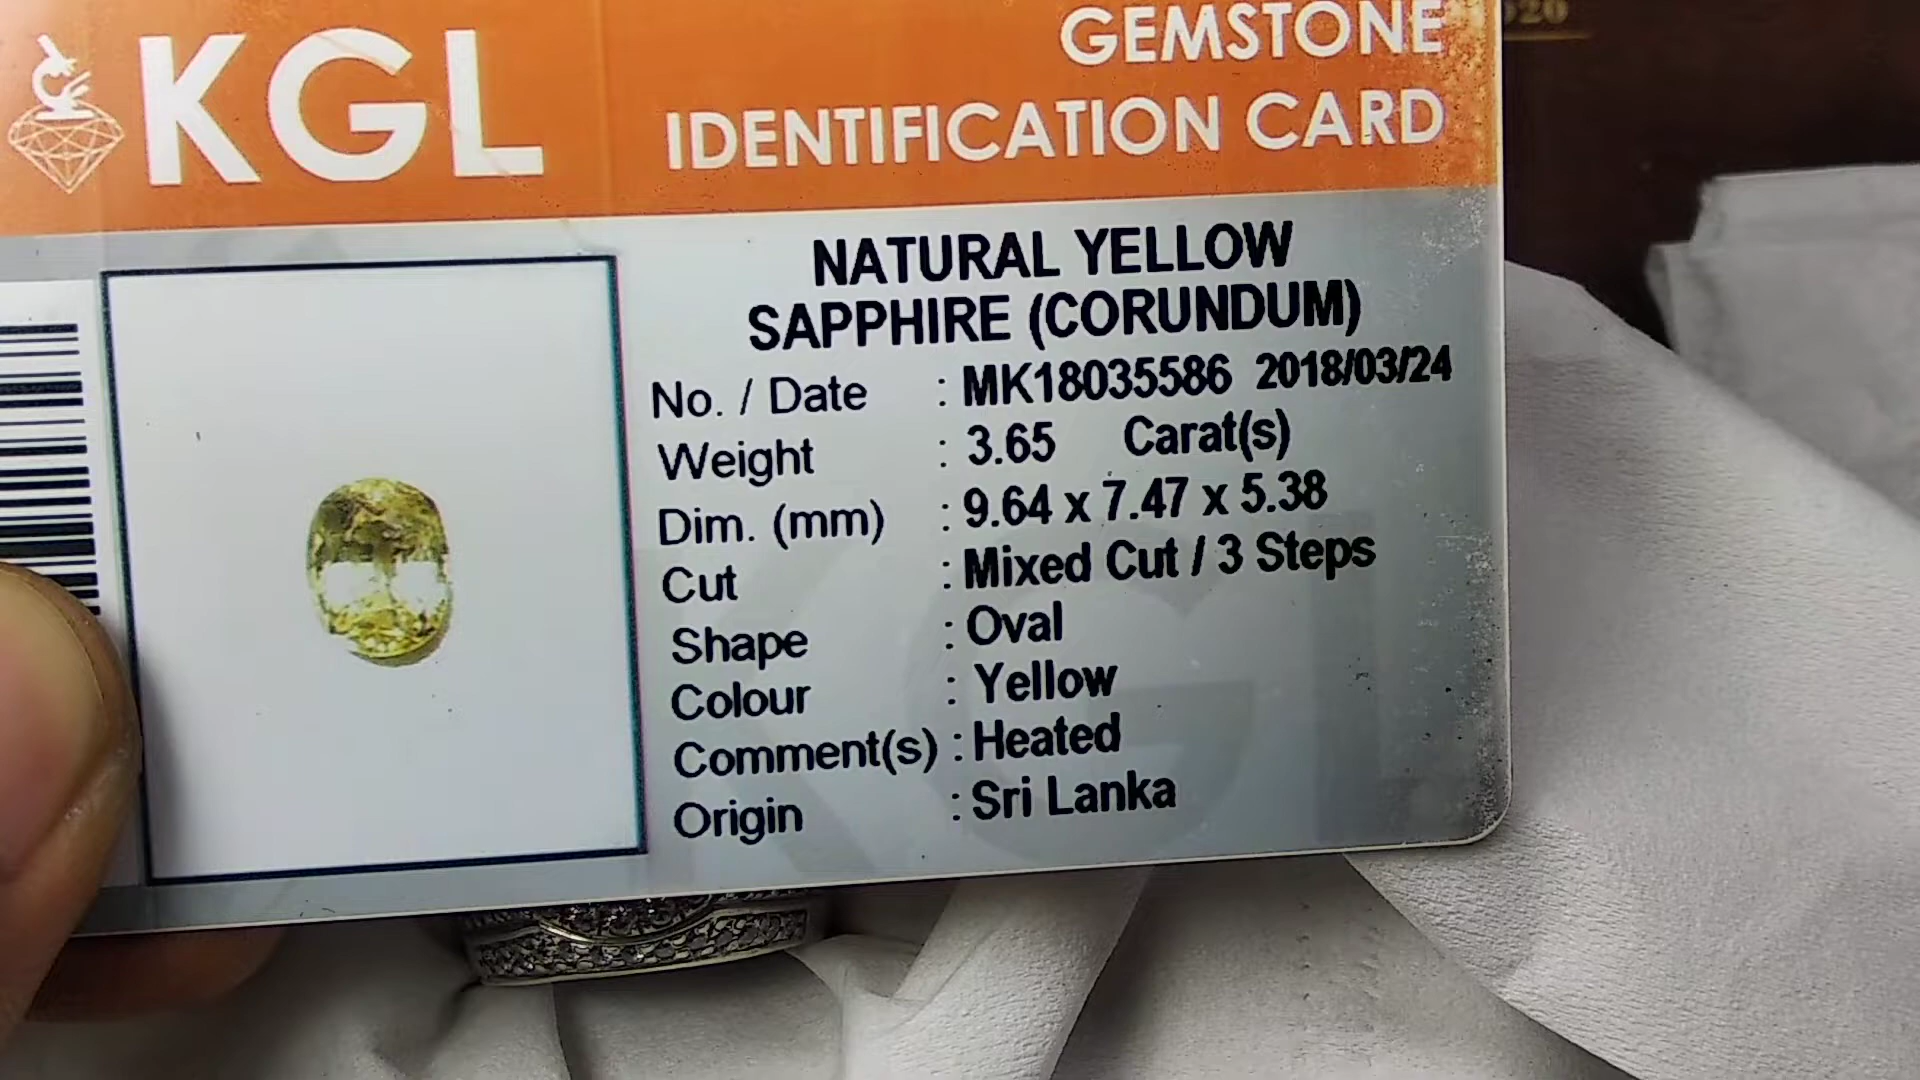 KGL
GEMSTONE
IDENTIFICATION CARD
NATURAL YELLOW
SAPPHIRE (CORUNDUM)
No. / Date : MK18035586 2018/03/24
Weight : 3.65 Carat(s)
Dim. (mm) : 9.64 x 7.47 x 5.38
Cut : Mixed Cut / 3 Steps
Shape : Oval
Colour : Yellow
Comment(s) : Heated
Origin : Sri Lanka